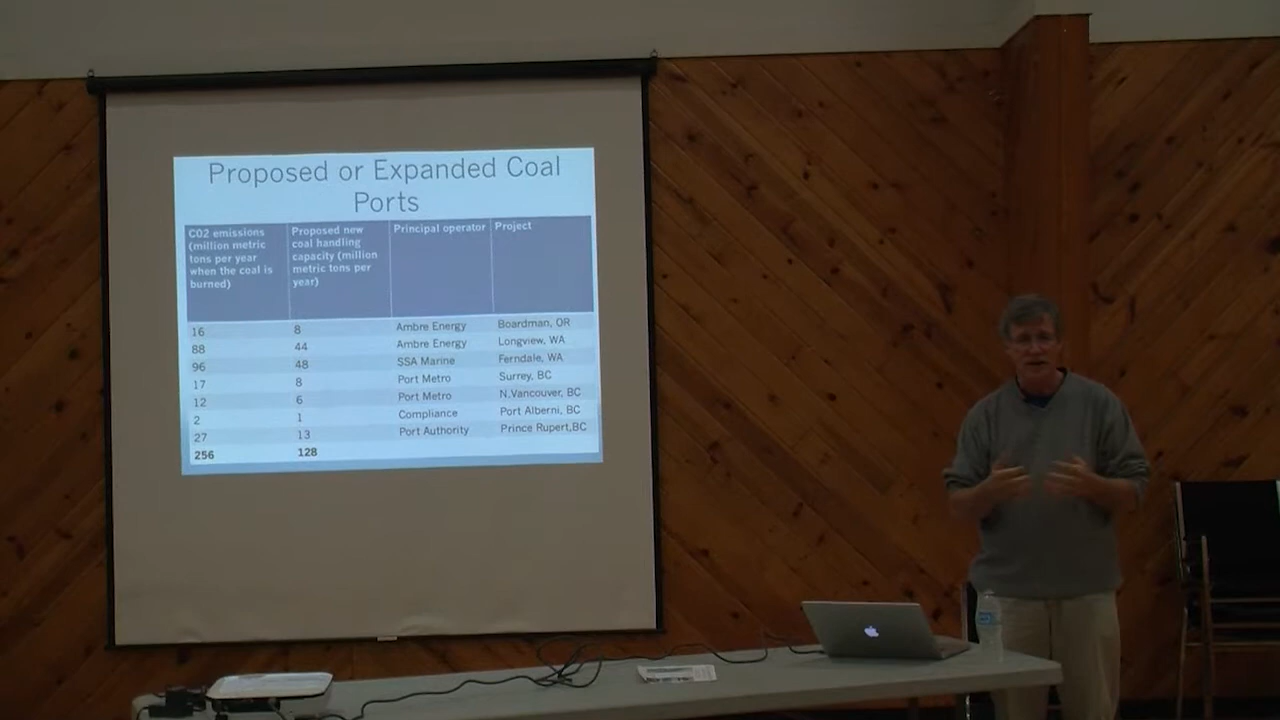 Proposed or Expanded Coal
Ports
CO2 emissions
(million metric
tons per year
when the coal is
burned)
Proposed new
coal handling
capacity (million
metric tons per
year)
Principal operator
Project
16 8 Ambre Energy Boardman, OR
88 44 Ambre Energy Longview, WA
96 48 SSA Marine Ferndale, WA
17 8 Port Metro Surrey, BC
12 6 Port Metro N.Vancouver, BC
2 1 Compliance Port Alberni, BC
27 13 Port Authority Prince Rupert,BC
256 128